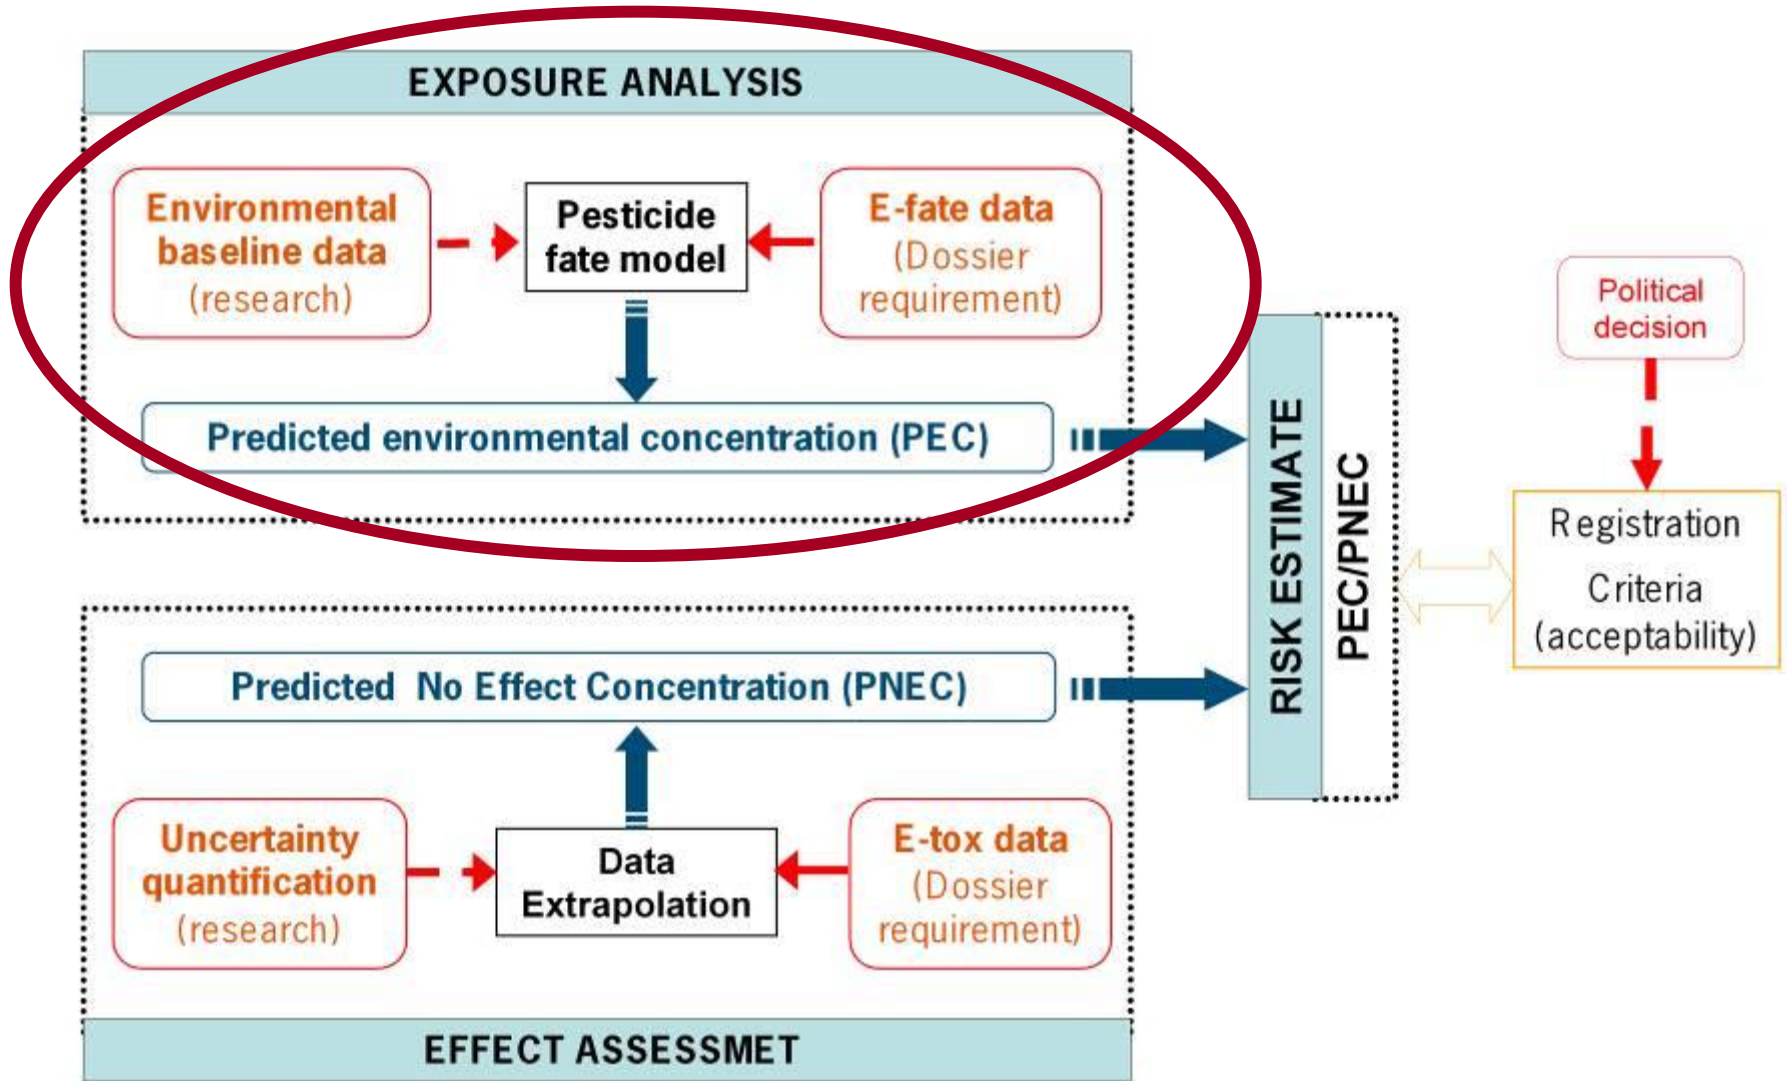 EXPOSURE ANALYSIS
Environmental
baseline data
(research)
Pesticide
fate model
E-fate data
(Dossier
requirement)
Predicted environmental concentration (PEC)
Predicted No Effect Concentration (PNEC)
Uncertainty
quantification
(research)
Data
Extrapolation
E-tox data
(Dossier
requirement)
EFFECT ASSESSMET
RISK ESTIMATE
PEC/PNEC
Political
decision
Registration
Criteria
(acceptability)